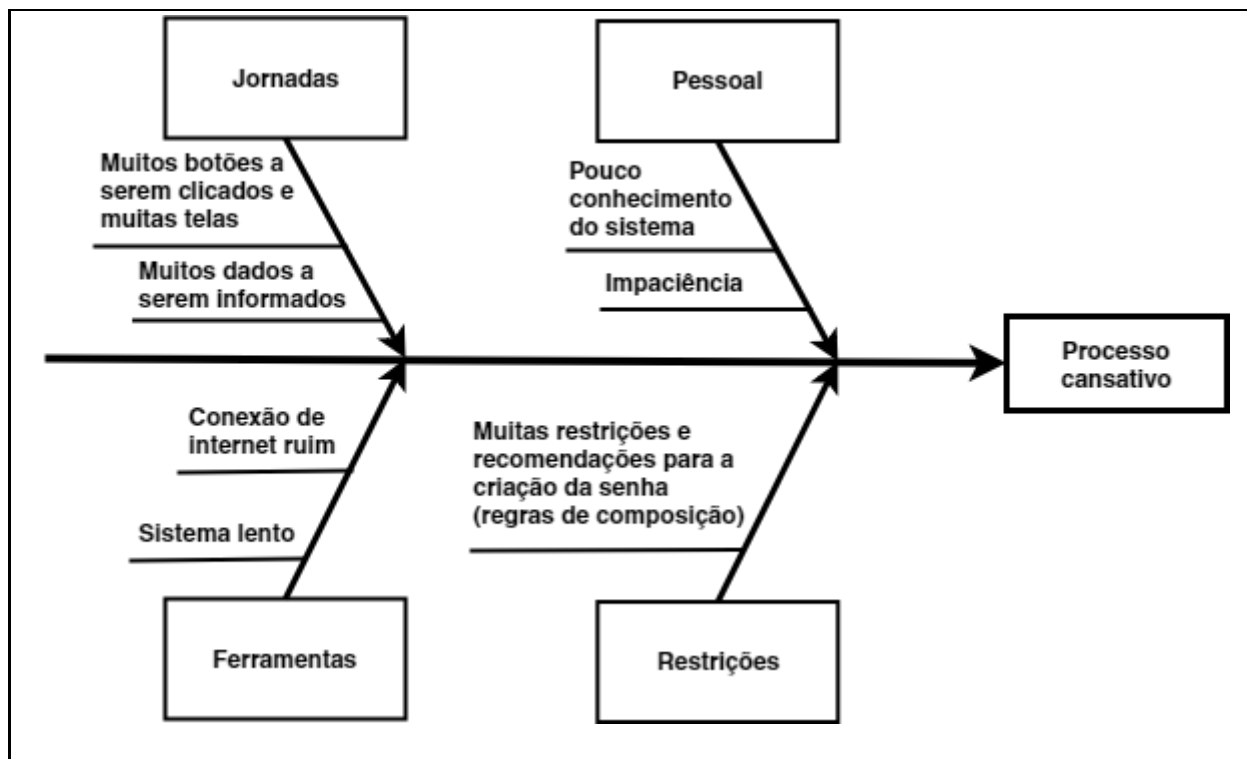 Jornadas
Muitos botões a
serem clicados e
muitas telas
Muitos dados a
serem informados
Pessoal
Pouco
conhecimento
do sistema
Impaciência
Processo
cansativo
Conexão de
internet ruim
Sistema lento
Ferramentas
Muitas restrições e
recomendações para a
criação da senha
(regras de composição)
Restrições